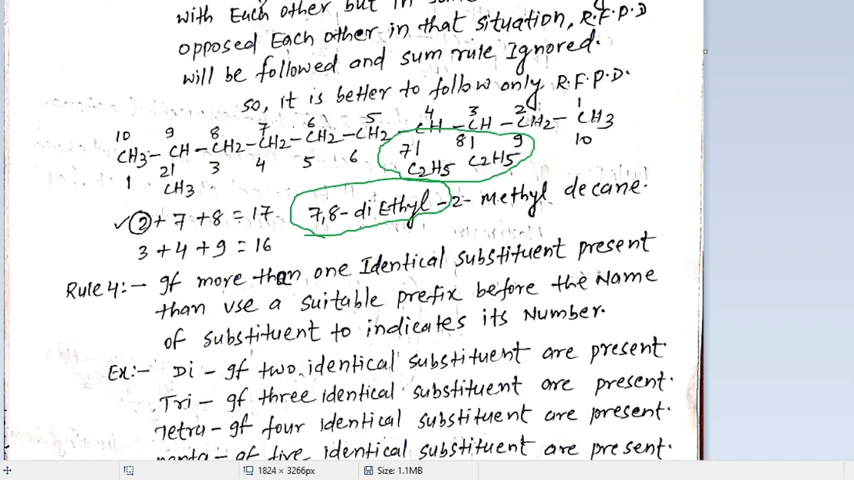 with Each other but in
opposed Each other in that situation, R.F.P.D
will be followed and sum rule Ignored.
so, it is better to follow only R.F.P.D.
10 9 8 7 6 5 4 3 2 1
CH3 - CH - CH2 - CH2 - CH2 - CH2 - CH - CH - CH2 - CH3
1 2 3 4 5 6 7 8 9 10
CH3 C2H5 C2H5
✓2 + 7 + 8 = 17 7,8-di Ethyl-2-methyl decane.
3 + 4 + 9 = 16
Rule 4:- If more than one Identical substituent present
than use a suitable prefix before the Name
of substituent to indicates its Number.
Ex:- Di - If two identical substituent are present.
Tri - If three identical substituent are present.
Tetra - If four identical substituent are present.
penta - If five identical substituent are present.
1824 × 3266px Size: 1.1MB